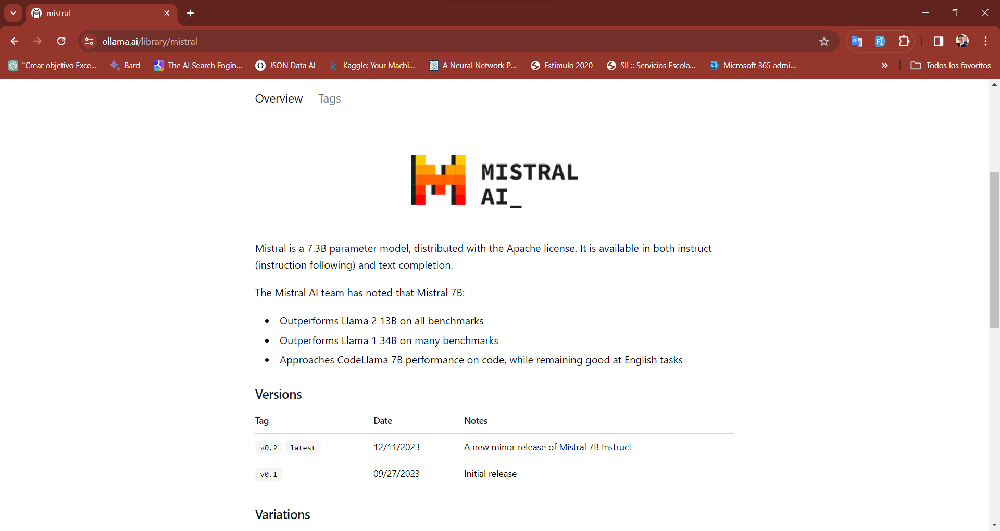 mistral
ollama.ai/library/mistral
"Crear objetivo Exce...
Bard
The AI Search Engin...
JSON Data AI
Kaggle: Your Machi...
A Neural Network P...
Estimulo 2020
SII :: Servicios Escola...
Microsoft 365 admi...
Todos los favoritos
Overview Tags
MISTRAL
AI_
Mistral is a 7.3B parameter model, distributed with the Apache license. It is available in both instruct
(instruction following) and text completion.
The Mistral AI team has noted that Mistral 7B:
• Outperforms Llama 2 13B on all benchmarks
• Outperforms Llama 1 34B on many benchmarks
• Approaches CodeLlama 7B performance on code, while remaining good at English tasks
Versions
Tag Date Notes
v0.2 latest 12/11/2023 A new minor release of Mistral 7B Instruct
v0.1 09/27/2023 Initial release
Variations